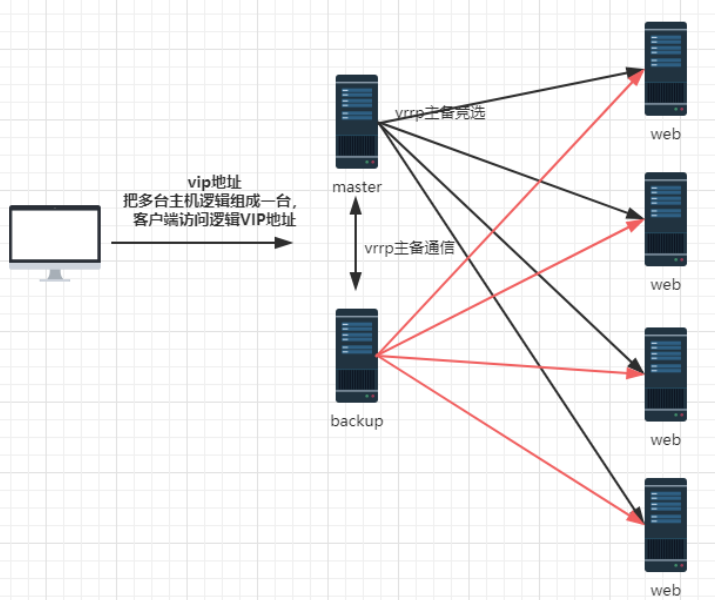 vrrp主备竞选
web
master
vip地址
把多台主机逻辑组成一台，
客户端访问逻辑VIP地址
vrrp主备通信
web
backup
web
web